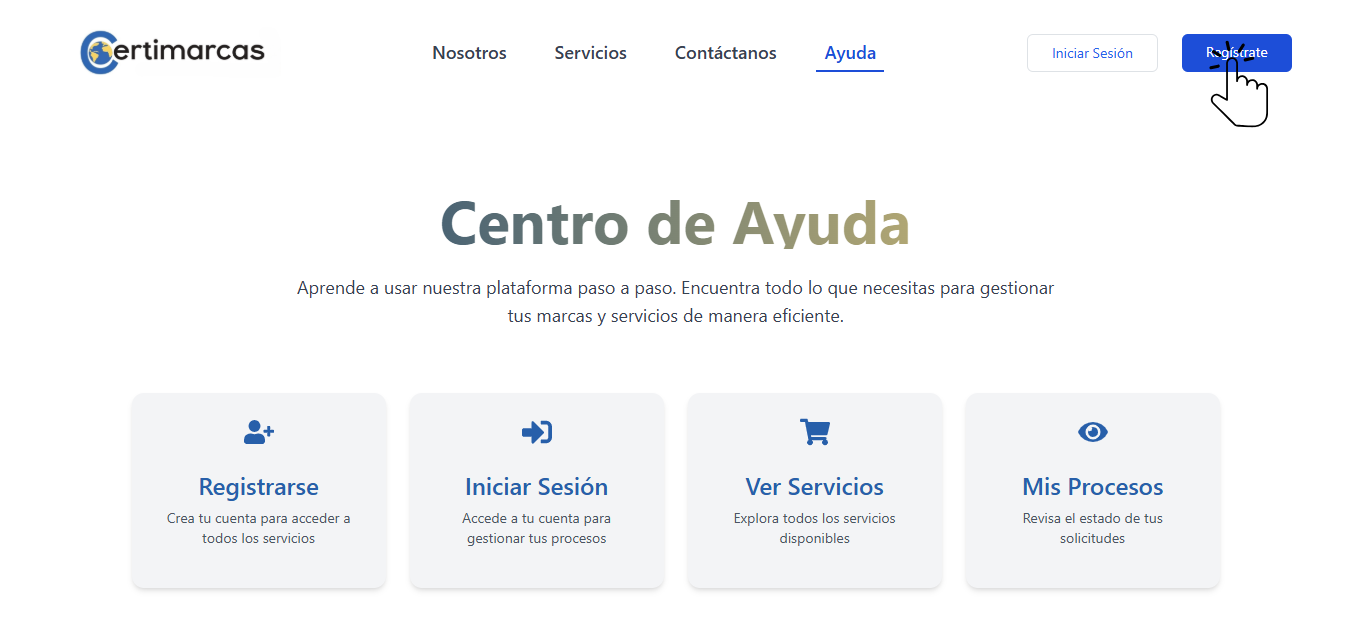 Certimarcas
Nosotros
Servicios
Contáctanos
Ayuda
Iniciar Sesión
Regístrate
Centro de Ayuda
Aprende a usar nuestra plataforma paso a paso. Encuentra todo lo que necesitas para gestionar
tus marcas y servicios de manera eficiente.
Registrarse
Crea tu cuenta para acceder a
todos los servicios
Iniciar Sesión
Accede a tu cuenta para
gestionar tus procesos
Ver Servicios
Explora todos los servicios
disponibles
Mis Procesos
Revisa el estado de tus
solicitudes